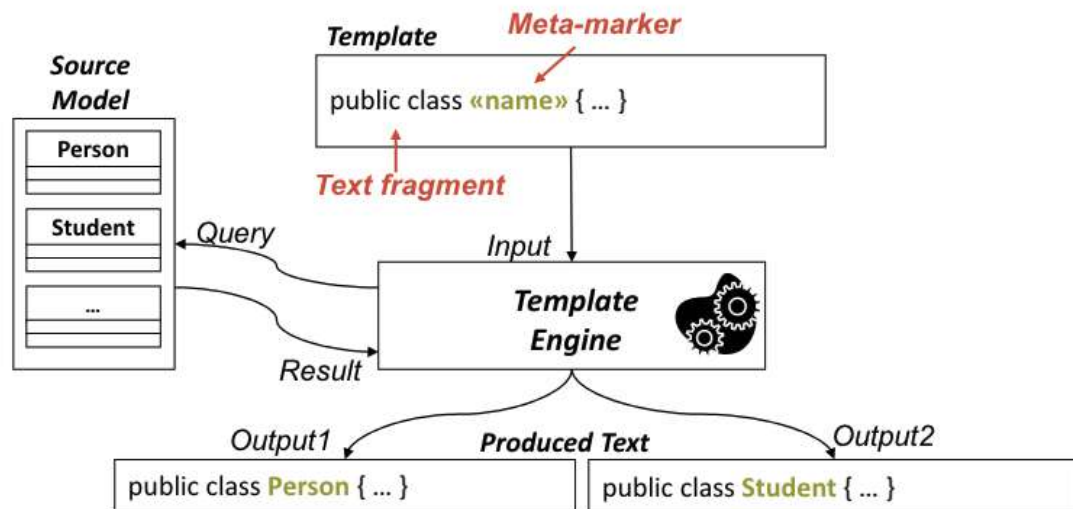 Meta-marker
Template
Source
Model
public class «name» { ... }
Person
Text fragment
Student
Query
Input
...
Template
Engine
Result
Output1
Produced Text
Output2
public class Person { ... }
public class Student { ... }